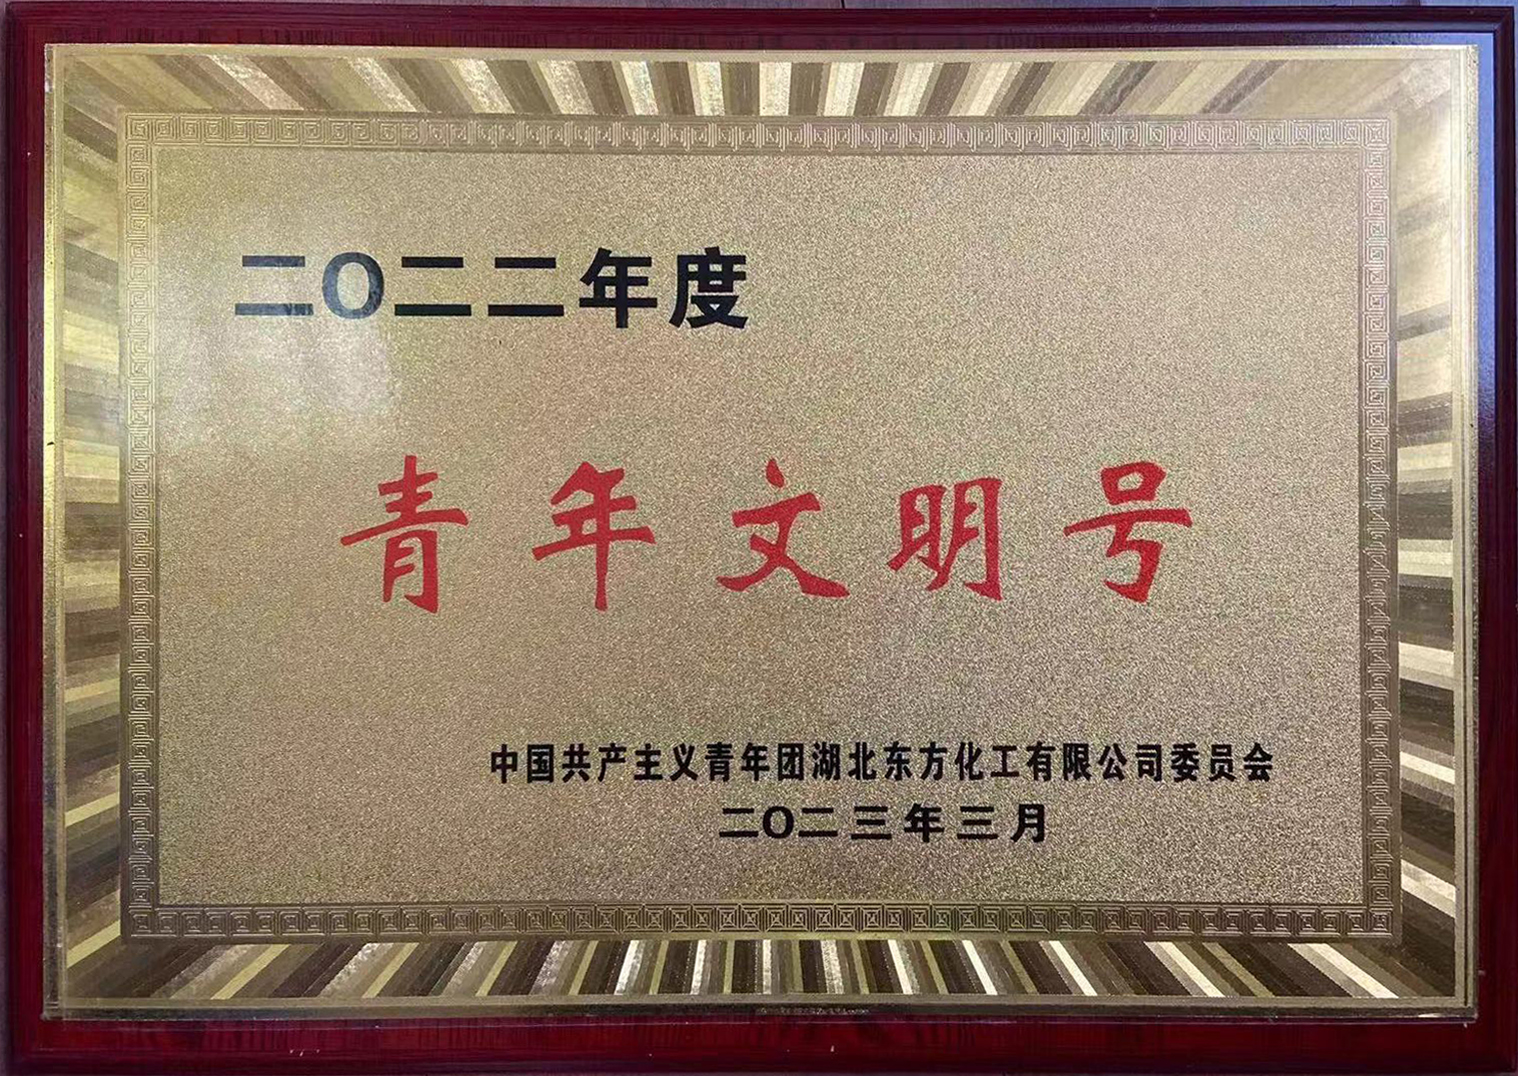 二〇二二年度
青年文明号
中国共产主义青年团湖北东方化工有限公司委员会
二〇二三年三月